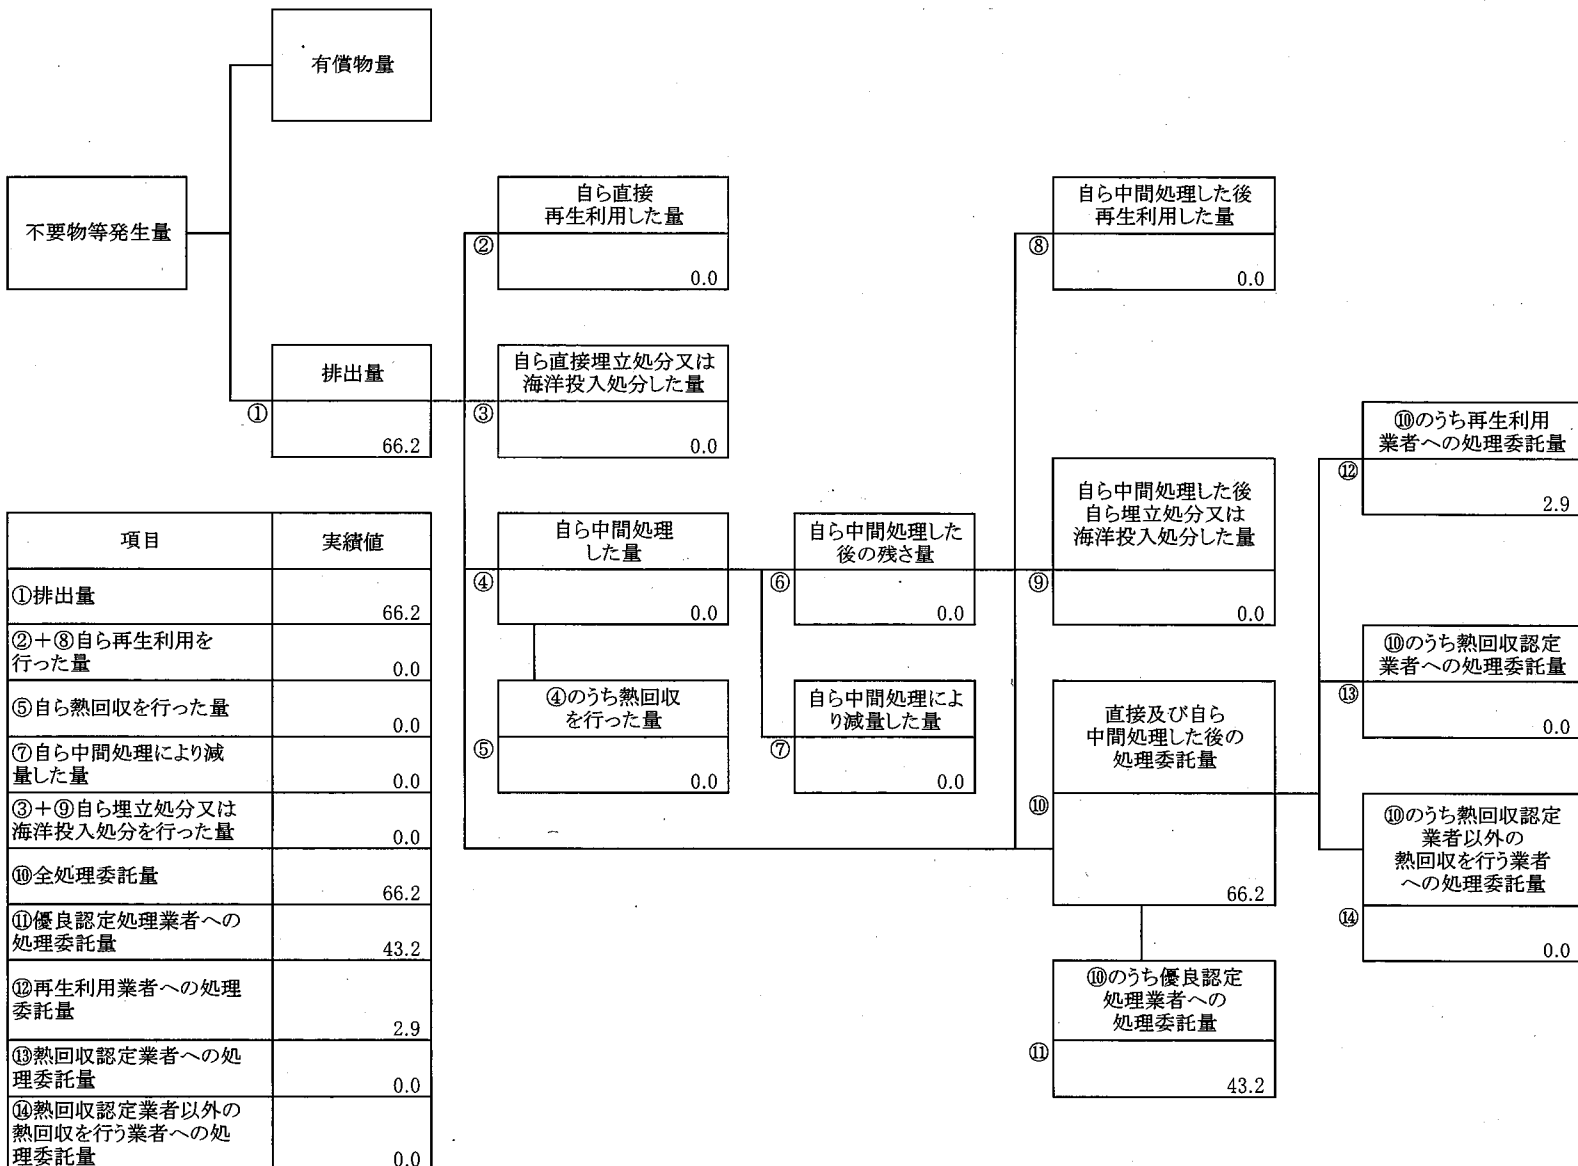 有償物量
不要物等発生量
自ら直接
再生利用した量
②
0.0
自ら中間処理した後
再生利用した量
⑧
0.0
排出量
①
66.2
自ら直接埋立処分又は
海洋投入処分した量
③
0.0
⑩のうち再生利用
業者への処理委託量
⑫
2.9
自ら中間処理
した量
④
0.0
自ら中間処理した
後の残さ量
⑥
0.0
自ら中間処理した後
自ら埋立処分又は
海洋投入処分した量
⑨
0.0
⑩のうち熱回収認定
業者への処理委託量
⑬
0.0
④のうち熱回収
を行った量
⑤
0.0
自ら中間処理によ
り減量した量
⑦
0.0
直接及び自ら
中間処理した後の
処理委託量
⑩
66.2
⑩のうち熱回収認定
業者以外の
熱回収を行う業者
への処理委託量
⑭
0.0
⑩のうち優良認定
処理業者への
処理委託量
⑪
43.2
項目 実績値
①排出量
66.2
②+⑧自ら再生利用を
行った量 0.0
⑤自ら熱回収を行った量
0.0
⑦自ら中間処理により減
量した量 0.0
③+⑨自ら埋立処分又は
海洋投入処分を行った量 0.0
⑩全処理委託量
66.2
⑪優良認定処理業者への
処理委託量 43.2
⑫再生利用業者への処理
委託量
2.9
⑬熱回収認定業者への処
理委託量 0.0
⑭熱回収認定業者以外の
熱回収を行う業者への処
理委託量 0.0